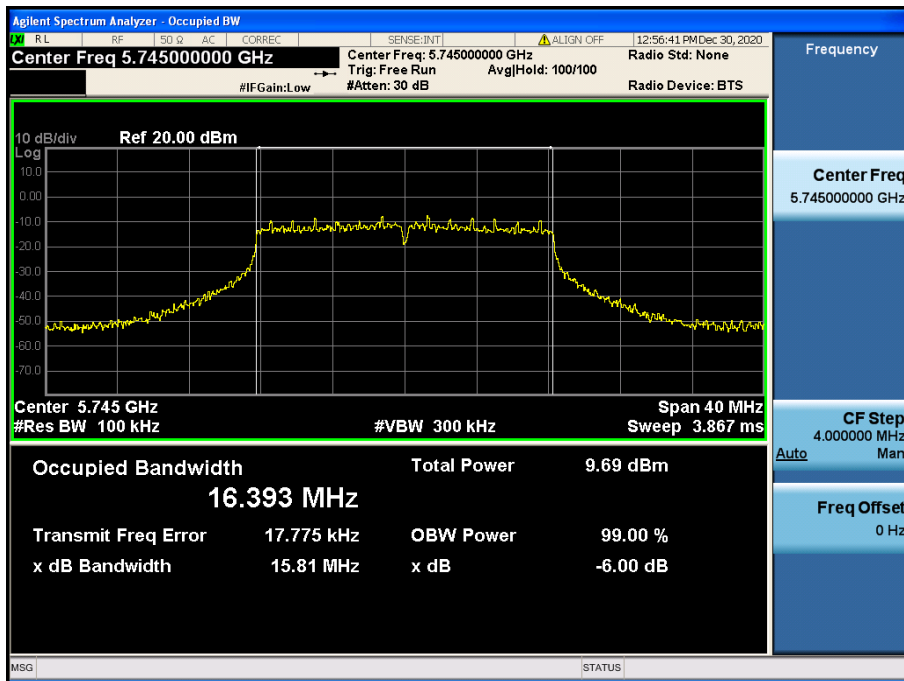 Agilent Spectrum Analyzer - Occupied BW
LXI RL RF 50 Ω AC CORREC SENSE:INT ALIGN OFF 12:56:41 PM Dec 30, 2020
Center Freq 5.745000000 GHz
Center Freq: 5.745000000 GHz
Radio Std: None
Trig: Free Run Avg|Hold: 100/100
#IFGain:Low
#Atten: 30 dB
Radio Device: BTS
10 dB/div Ref 20.00 dBm
Log
10.0
0.00
-10.0
-20.0
-30.0
-40.0
-50.0
-60.0
-70.0
Center 5.745 GHz Span 40 MHz
#Res BW 100 kHz #VBW 300 kHz Sweep 3.867 ms
Occupied Bandwidth Total Power 9.69 dBm
16.393 MHz
Transmit Freq Error 17.775 kHz OBW Power 99.00 %
x dB Bandwidth 15.81 MHz x dB -6.00 dB
MSG STATUS
Frequency
Center Freq
5.745000000 GHz
CF Step
4.000000 MHz
Auto Man
Freq Offset
0 Hz